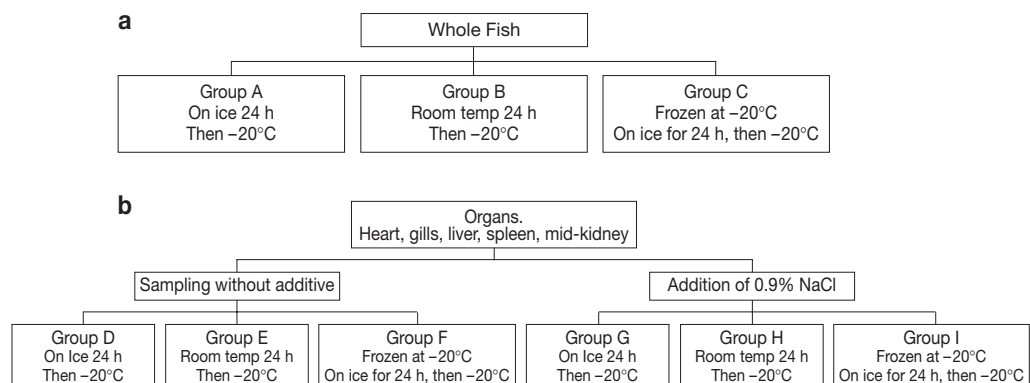 a
Whole Fish
Group A
On ice 24 h
Then –20°C
Group B
Room temp 24 h
Then –20°C
Group C
Frozen at –20°C
On ice for 24 h, then –20°C
b
Organs.
Heart, gills, liver, spleen, mid-kidney
Sampling without additive
Addition of 0.9% NaCl
Group D
On Ice 24 h
Then –20°C
Group E
Room temp 24 h
Then –20°C
Group F
Frozen at –20°C
On ice for 24 h, then –20°C
Group G
On Ice 24 h
Then –20°C
Group H
Room temp 24 h
Then –20°C
Group I
Frozen at –20°C
On ice for 24 h, then –20°C